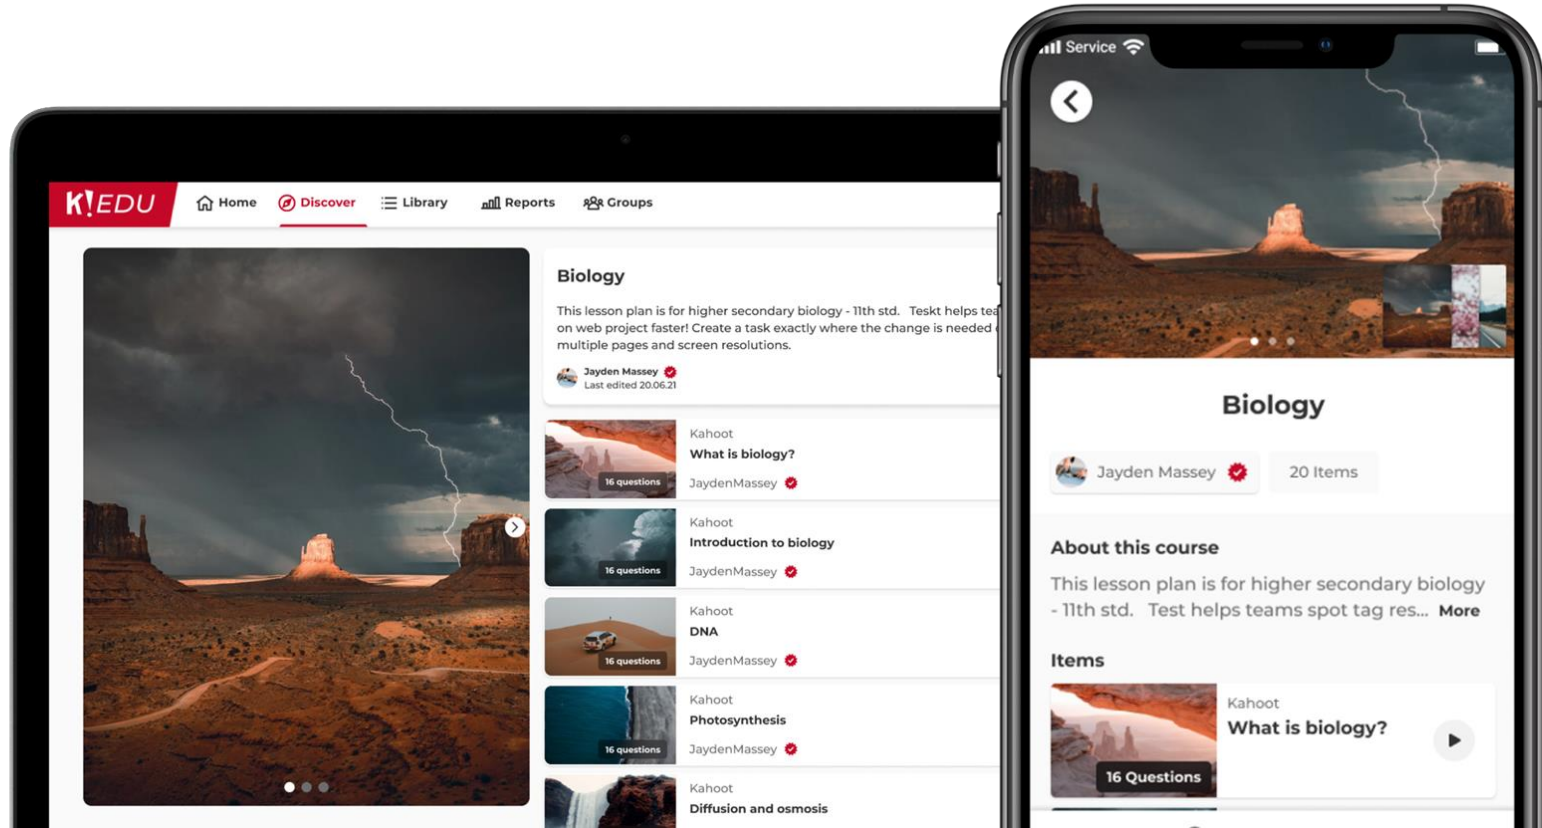 K!EDU
Home
Discover
Library
Reports
Groups
Biology
This lesson plan is for higher secondary biology - 11th std. Teskt helps
on web project faster! Create a task exactly where the change is needed
multiple pages and screen resolutions.
Jayden Massey
Last edited 20.06.21
Kahoot
What is biology?
16 questions
JaydenMassey
Kahoot
Introduction to biology
16 questions
JaydenMassey
Kahoot
DNA
16 questions
JaydenMassey
Kahoot
Photosynthesis
16 questions
JaydenMassey
Kahoot
Diffusion and osmosis
Service
Biology
Jayden Massey
20 Items
About this course
This lesson plan is for higher secondary biology
- 11th std. Test helps teams spot tag res... More
Items
Kahoot
What is biology?
16 Questions